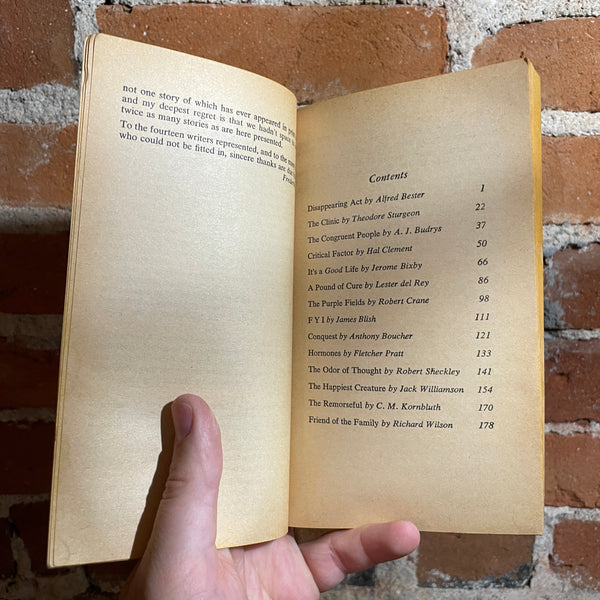 not one story of which has ever appeared in
and my deepest regret is that we hadn't space
twice as many stories as are here presented.
To the fourteen writers represented, and to the
who could not be fitted in, sincere thanks are
Contents
Disappearing Act by Alfred Bester 1
The Clinic by Theodore Sturgeon 22
The Congruent People by A. J. Budrys 37
Critical Factor by Hal Clement 50
It's a Good Life by Jerome Bixby 66
A Pound of Cure by Lester del Rey 86
The Purple Fields by Robert Crane 98
F Y I by James Blish 111
Conquest by Anthony Boucher 121
Hormones by Fletcher Pratt 133
The Odor of Thought by Robert Sheckley 141
The Happiest Creature by Jack Williamson 154
The Remorseful by C. M. Kornbluth 170
Friend of the Family by Richard Wilson 178